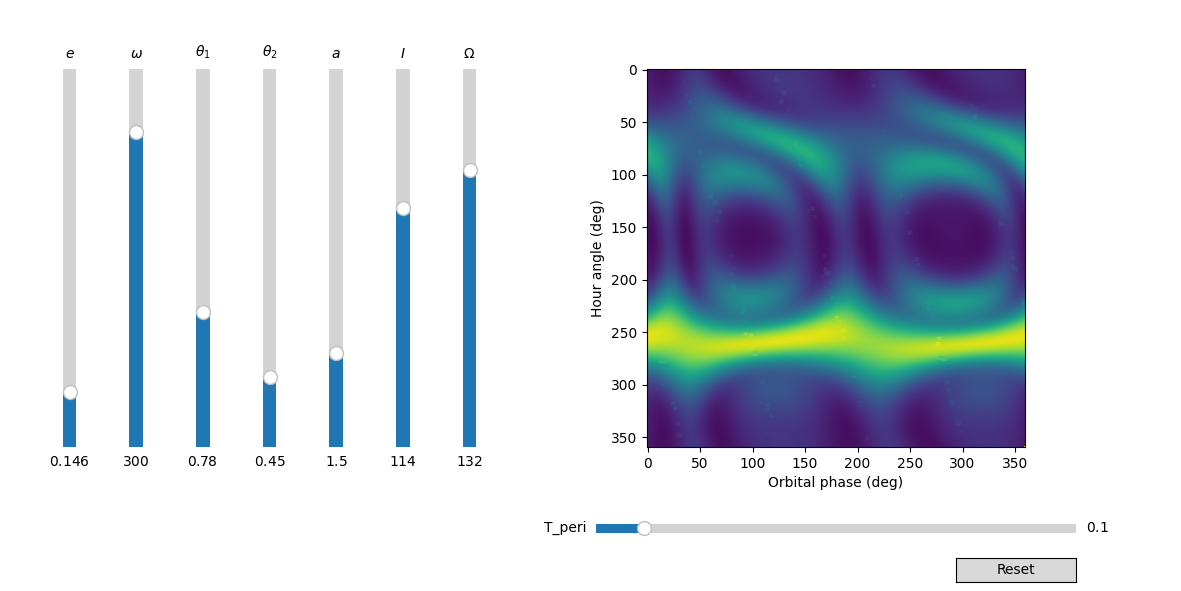 e ω θ₁ θ₂ a I Ω
0.146 300 0.78 0.45 1.5 114 132
Hour angle (deg)
0
50
100
150
200
250
300
350
0 50 100 150 200 250 300 350
Orbital phase (deg)
T_peri 0.1
Reset